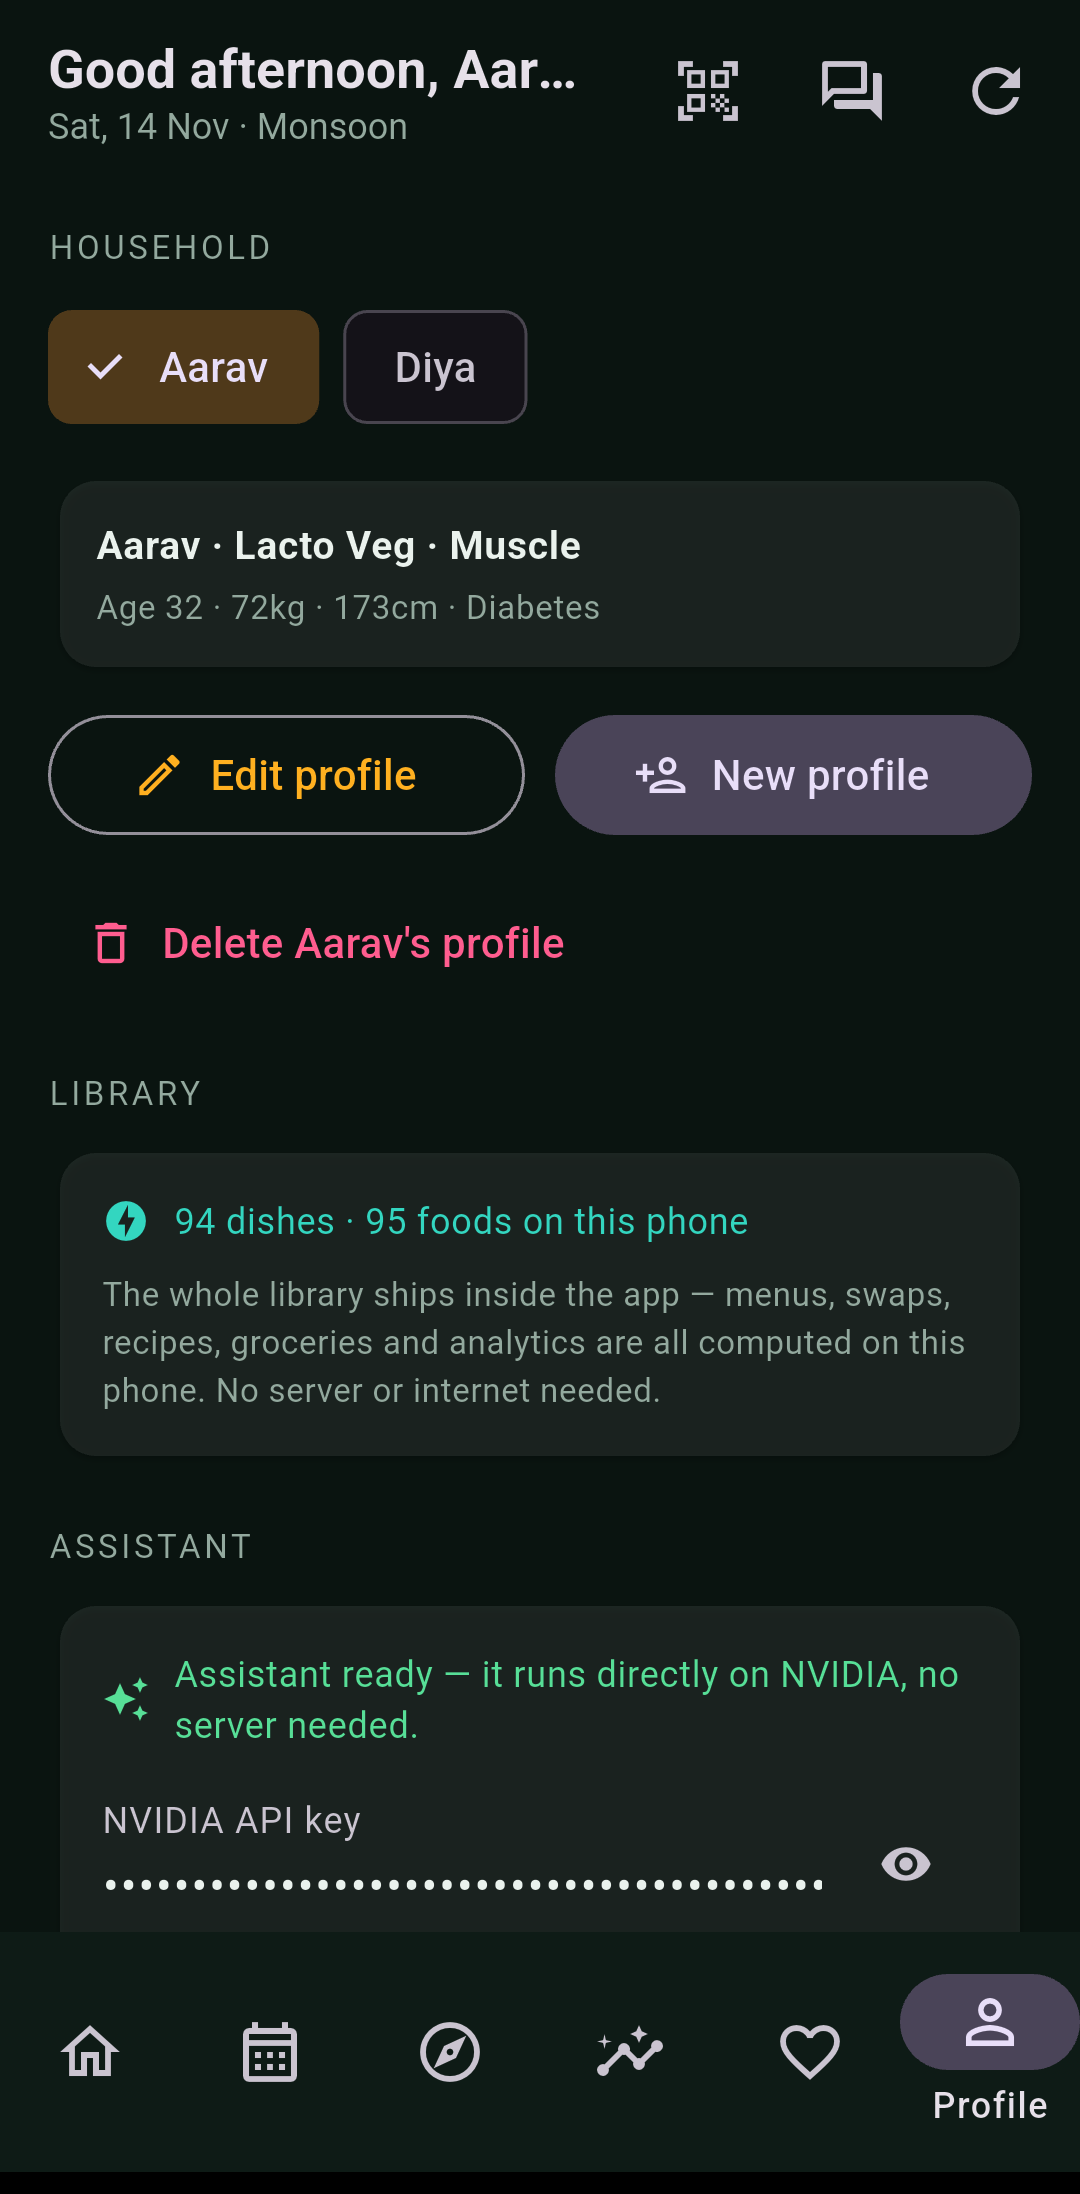 Good afternoon, Aar...
Sat, 14 Nov · Monsoon
HOUSEHOLD
Aarav
Diya
Aarav · Lacto Veg · Muscle
Age 32 · 72kg · 173cm · Diabetes
Edit profile
New profile
Delete Aarav's profile
LIBRARY
94 dishes · 95 foods on this phone
The whole library ships inside the app — menus, swaps,
recipes, groceries and analytics are all computed on this
phone. No server or internet needed.
ASSISTANT
Assistant ready — it runs directly on NVIDIA, no
server needed.
NVIDIA API key
Profile